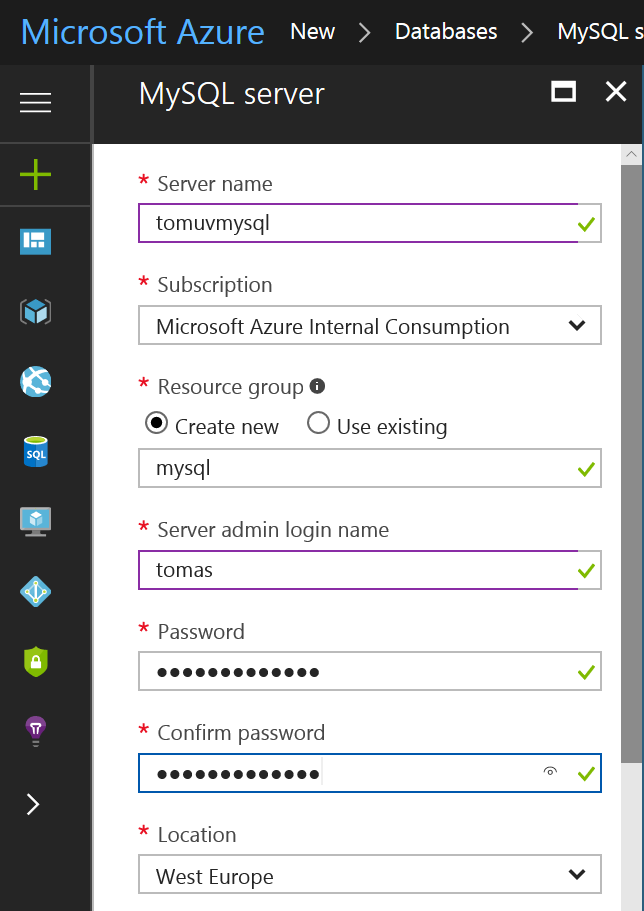 Microsoft Azure New > Databases > MySQL s
MySQL server
* Server name
tomuvmysql
* Subscription
Microsoft Azure Internal Consumption
* Resource group
Create new Use existing
mysql
* Server admin login name
tomas
* Password
●●●●●●●●●●●●●
* Confirm password
●●●●●●●●●●●●●
* Location
West Europe
SQL